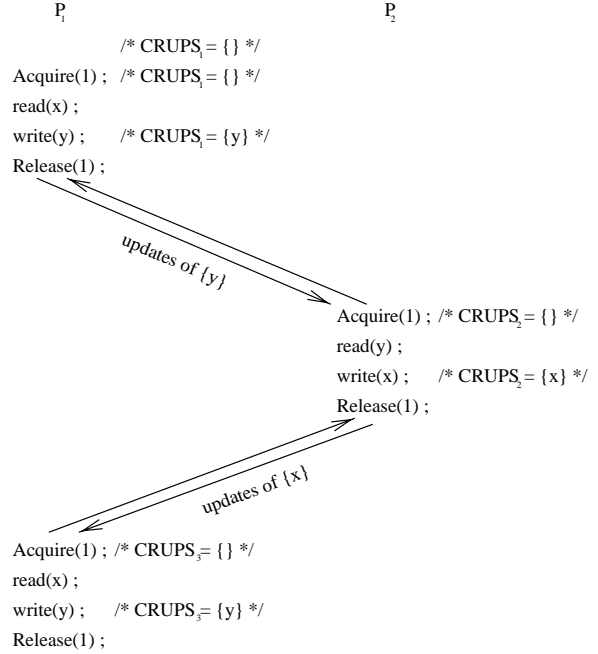 P₁ P₂
/* CRUPS₁ = { } */
Acquire(1) ; /* CRUPS₁ = { } */
read(x) ;
write(y) ; /* CRUPS₁ = {y} */
Release(1) ;
updates of {y}
Acquire(1) ; /* CRUPS₂ = { } */
read(y) ;
write(x) ; /* CRUPS₂ = {x} */
Release(1) ;
updates of {x}
Acquire(1) ; /* CRUPS₃ = { } */
read(x) ;
write(y) ; /* CRUPS₃ = {y} */
Release(1) ;